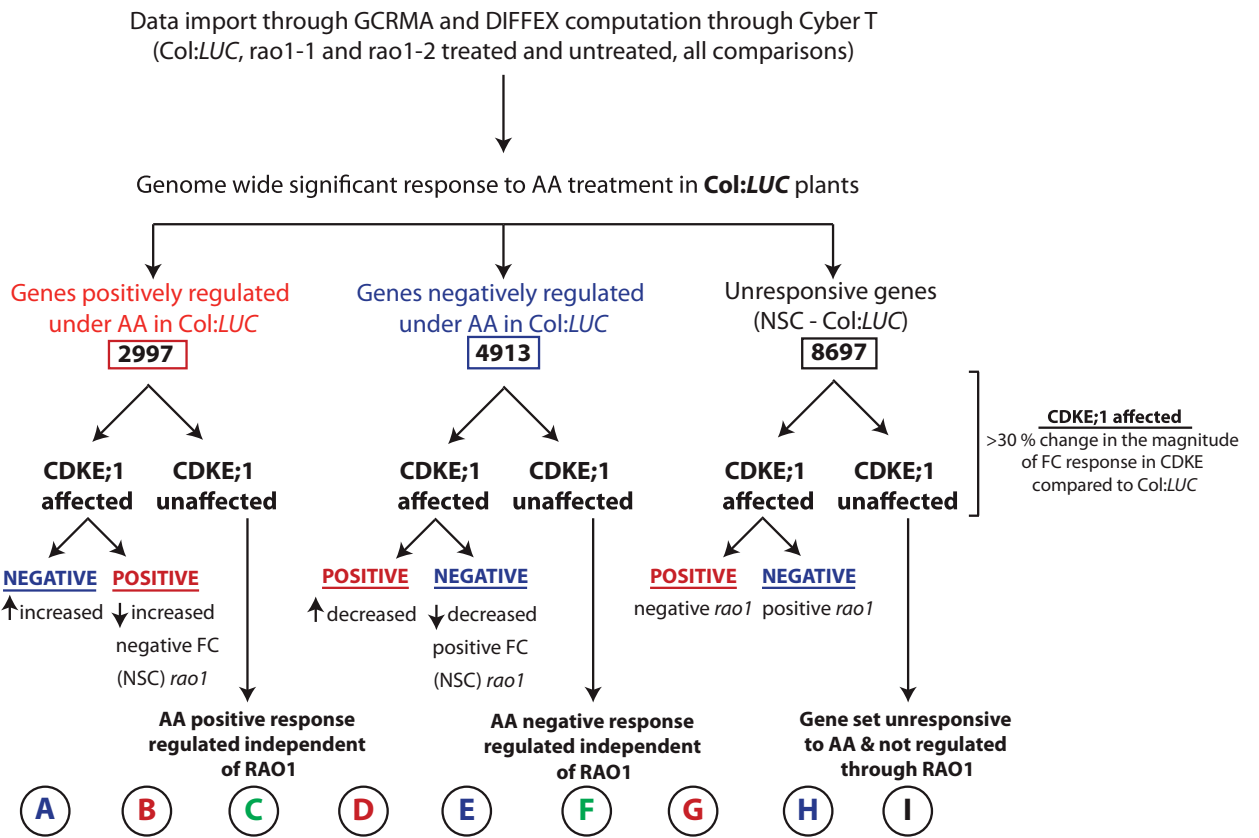 Data import through GCRMA and DIFFEX computation through Cyber T
(Col:LUC, rao1-1 and rao1-2 treated and untreated, all comparisons)
Genome wide significant response to AA treatment in Col:LUC plants
Genes positively regulated
under AA in Col:LUC
2997
Genes negatively regulated
under AA in Col:LUC
4913
Unresponsive genes
(NSC - Col:LUC)
8697
CDKE;1 affected
>30 % change in the magnitude
of FC response in CDKE
compared to Col:LUC
CDKE;1
affected
CDKE;1
unaffected
CDKE;1
affected
CDKE;1
unaffected
CDKE;1
affected
CDKE;1
unaffected
NEGATIVE
↑increased
POSITIVE
↓ increased
negative FC
(NSC) rao1
POSITIVE
↑ decreased
NEGATIVE
↓ decreased
positive FC
(NSC) rao1
POSITIVE
negative rao1
NEGATIVE
positive rao1
AA positive response
regulated independent
of RAO1
AA negative response
regulated independent
of RAO1
Gene set unresponsive
to AA & not regulated
through RAO1
A B C D E F G H I